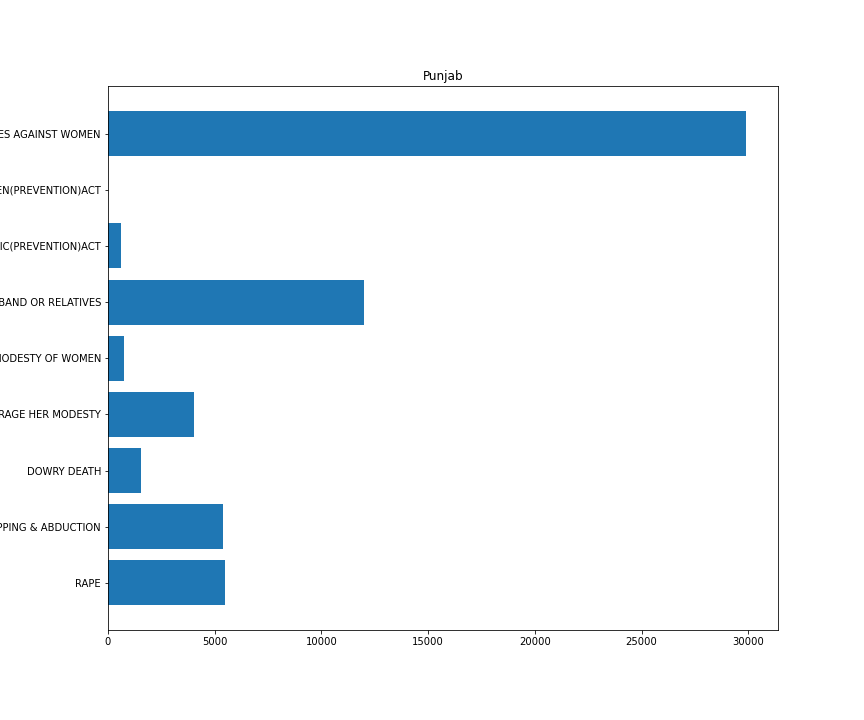 Punjab
ES AGAINST WOMEN
EN(PREVENTION)ACT
IC(PREVENTION)ACT
BAND OR RELATIVES
MODESTY OF WOMEN
RAGE HER MODESTY
DOWRY DEATH
PPING & ABDUCTION
RAPE
0 5000 10000 15000 20000 25000 30000